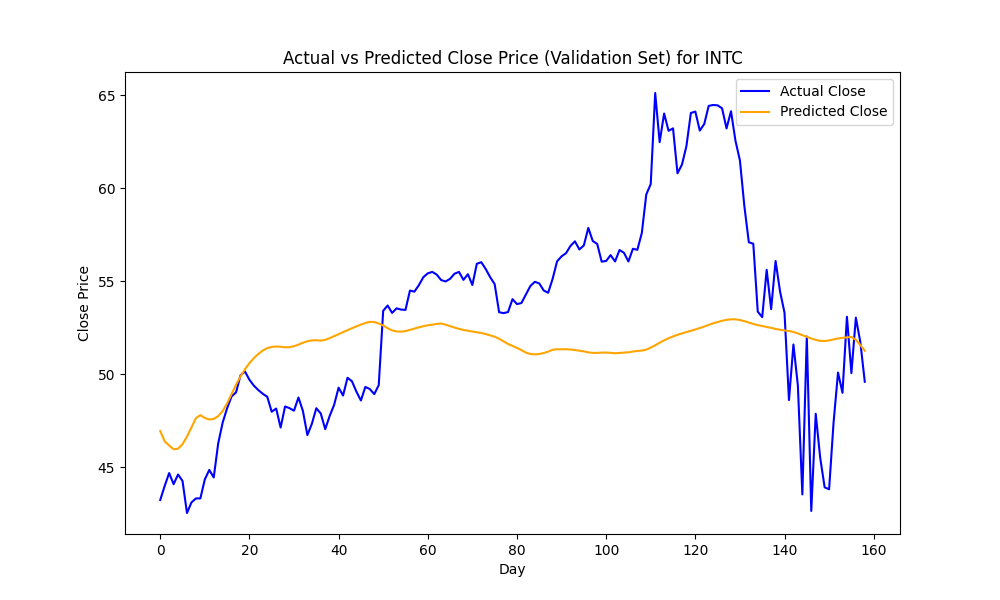 Actual vs Predicted Close Price (Validation Set) for INTC
Actual Close
Predicted Close
65
60
55
50
45
Close Price
0 20 40 60 80 100 120 140 160
Day